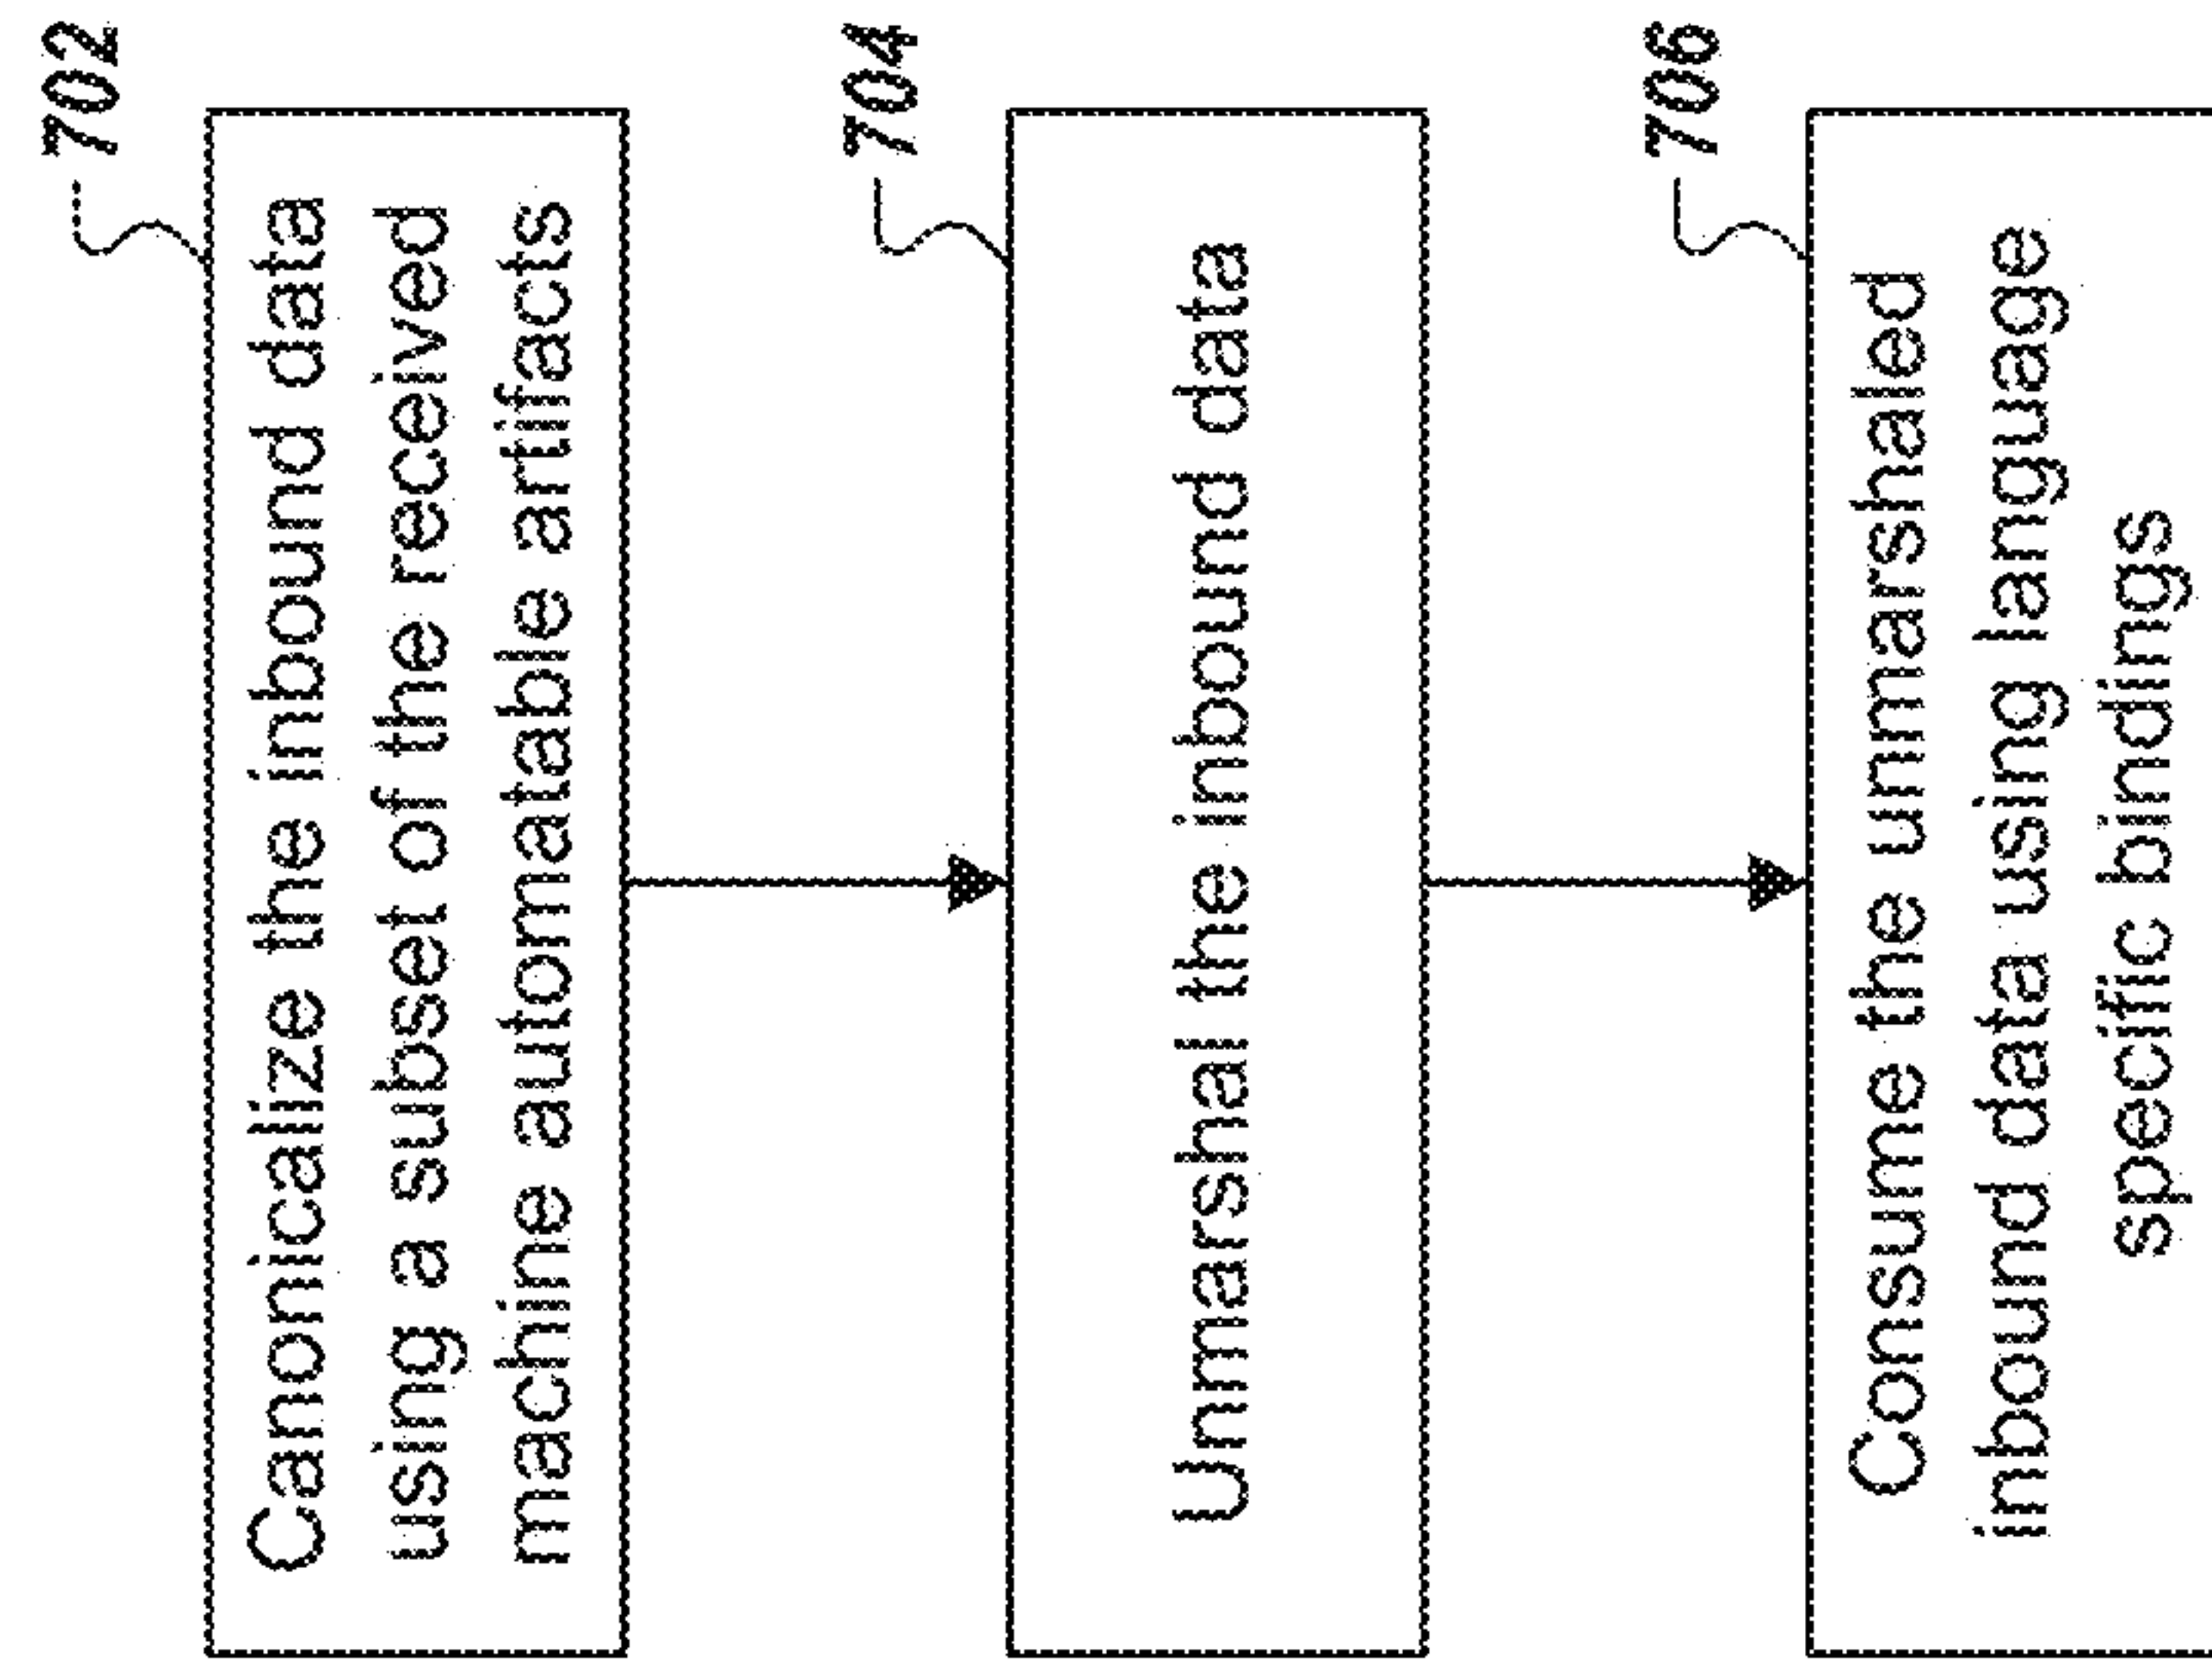 702
Canonicalize the inbound data
using a subset of the received
machine automatable artifacts
704
Unmarshal the inbound data
706
Consume the unmarshaled
inbound data using language
specific bindings